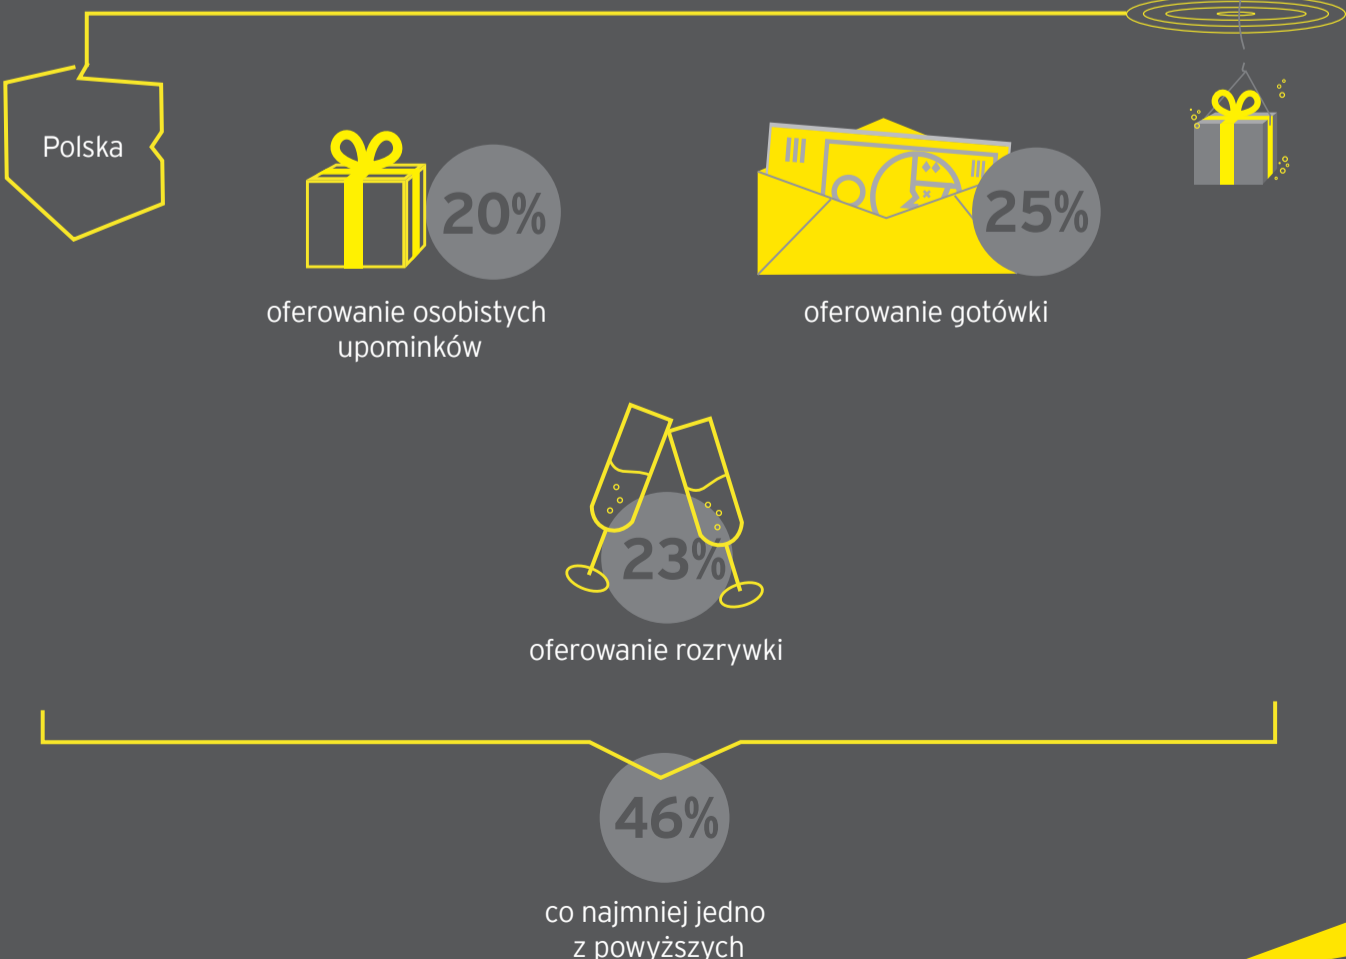 Polska
20%
oferowanie osobistych
upominków
25%
oferowanie gotówki
23%
oferowanie rozrywki
46%
co najmniej jedno
z powyższych